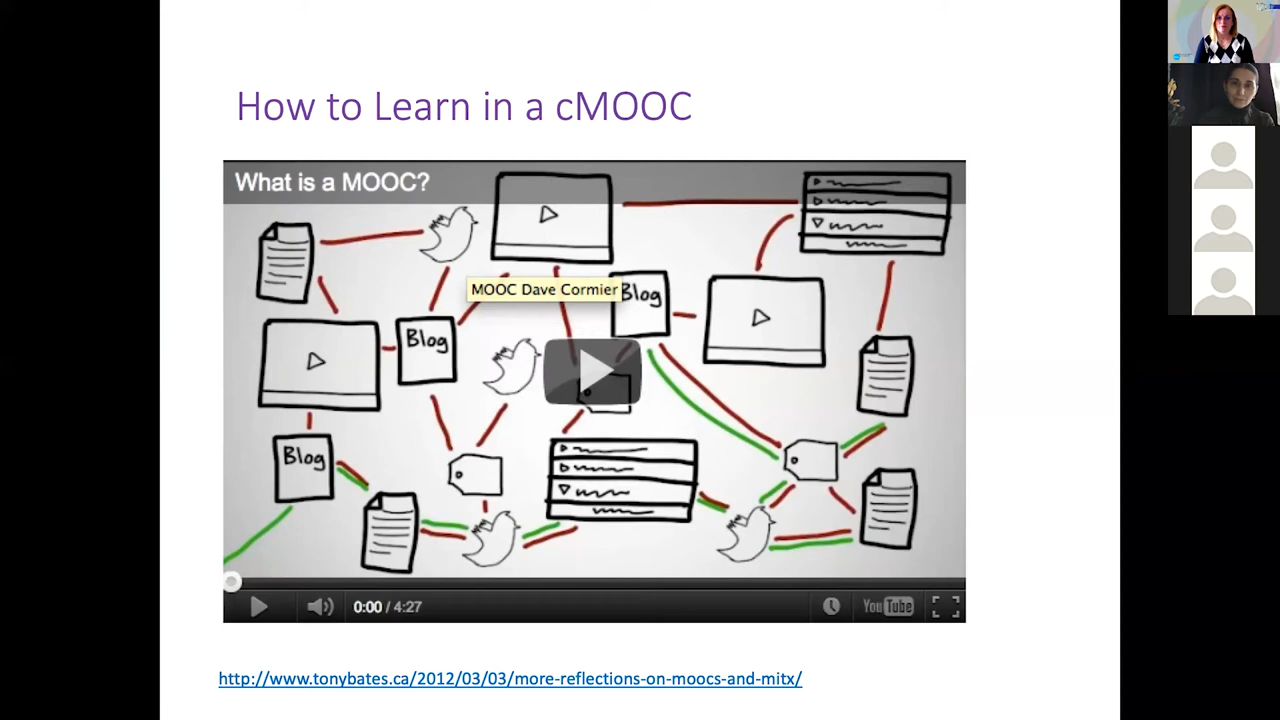 How to Learn in a cMOOC
What is a MOOC?
MOOC Dave Cormier
Blog
Blog
Blog
0:00 / 4:27
YouTube
http://www.tonybates.ca/2012/03/03/more-reflections-on-moocs-and-mitx/